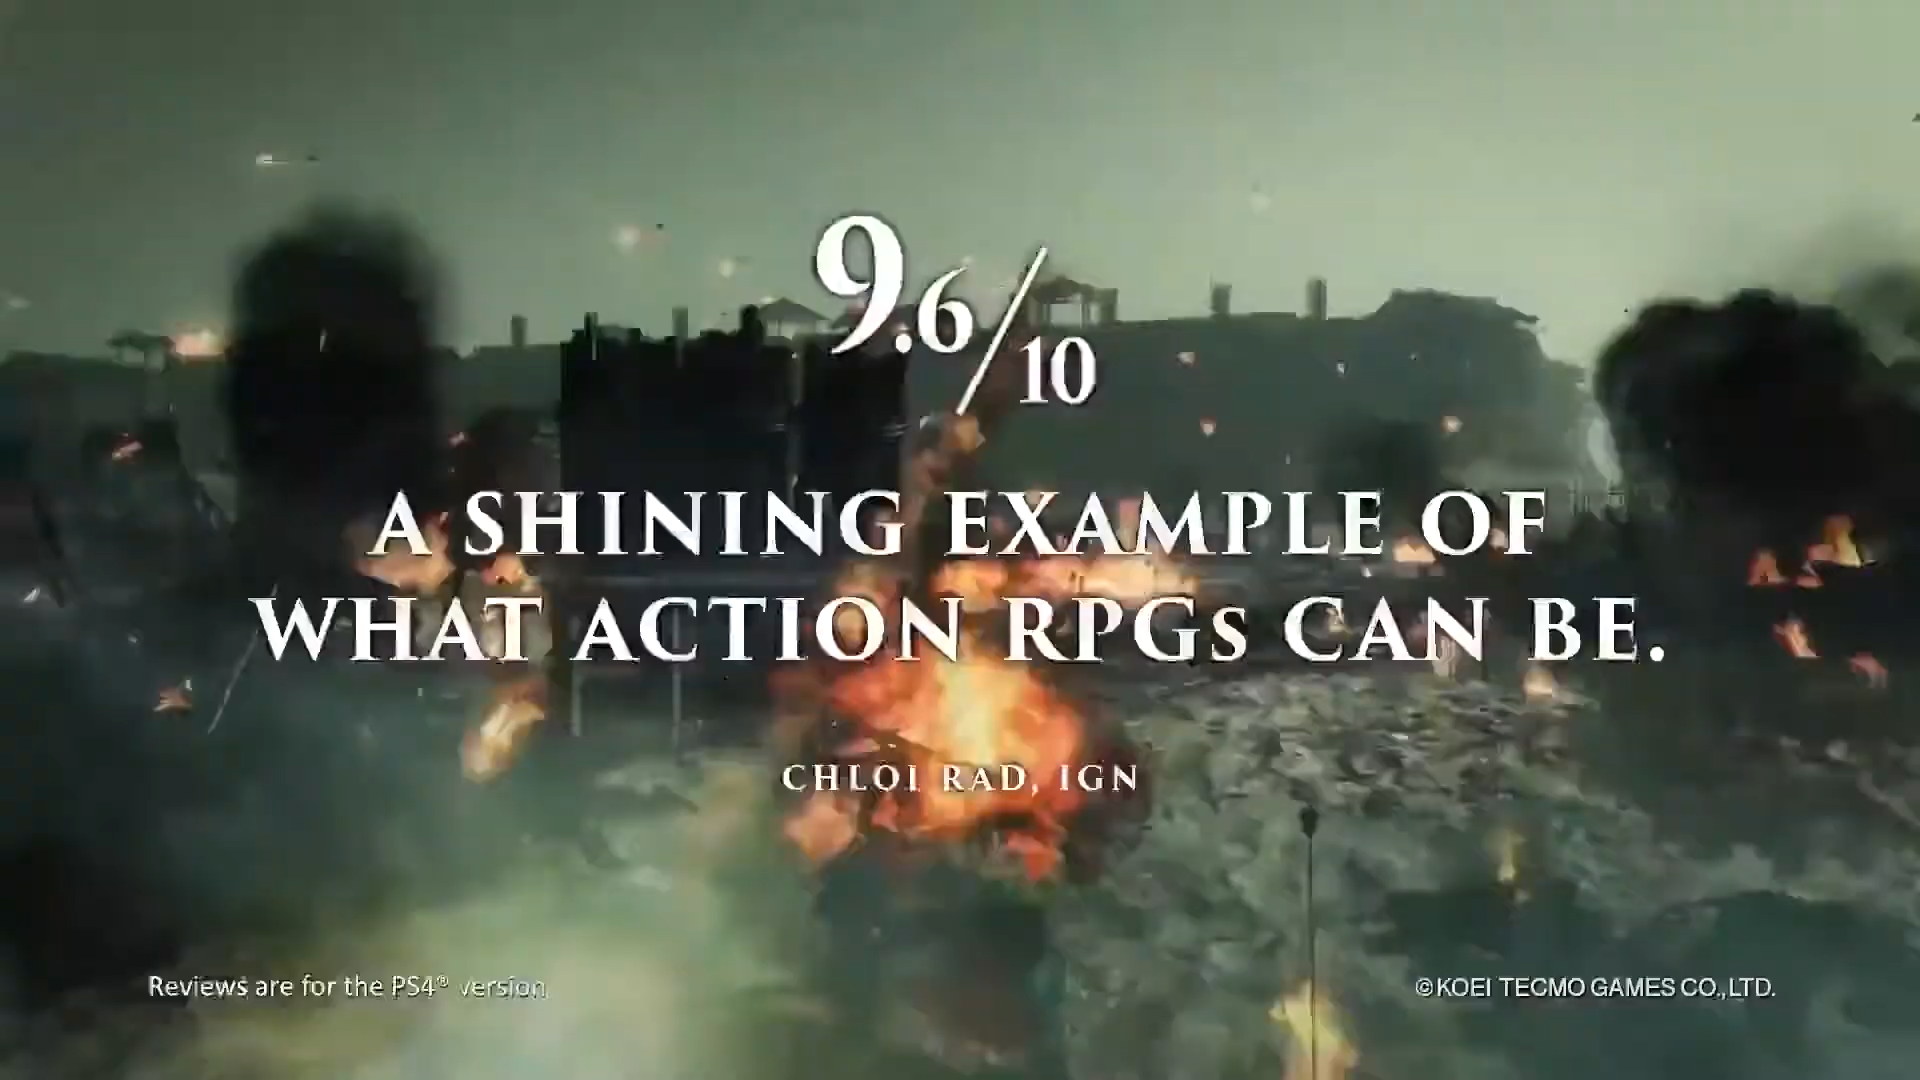 9.6/10
A SHINING EXAMPLE OF
WHAT ACTION RPGs CAN BE.
CHLOI RAD, IGN
Reviews are for the PS4® version
©KOEI TECMO GAMES CO.,LTD.